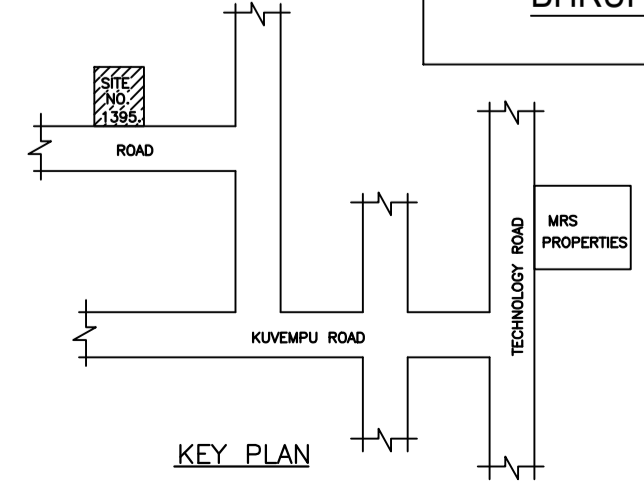 SITE
NO.
1395.
ROAD
MRS
PROPERTIES
TECHNOLOGY ROAD
KUVEMPU ROAD
KEY PLAN